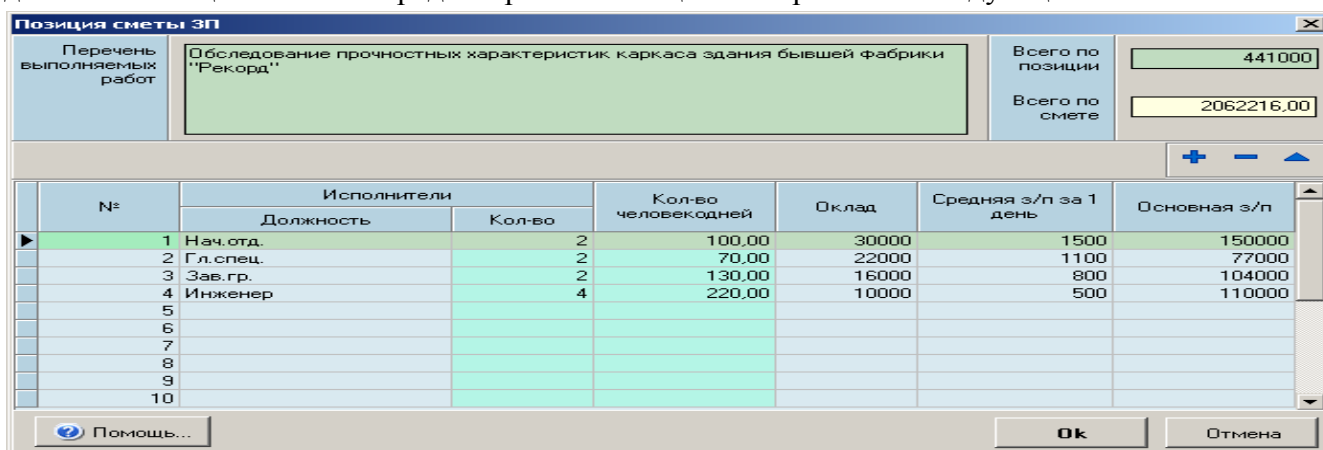 Позиция сметы ЗП
Перечень выполняемых работ
Обследование прочностных характеристик каркаса здания бывшей фабрики
"Рекорд"
Всего по позиции
441000
Всего по смете
2062216,00
№ Исполнители Кол-во человекодней Оклад Средняя з/п за 1 день Основная з/п
Должность Кол-во
1 Нач.отд. 2 100,00 30000 1500 150000
2 Гл.спец. 2 70,00 22000 1100 77000
3 Зав.гр. 2 130,00 16000 800 104000
4 Инженер 4 220,00 10000 500 110000
5
6
7
8
9
10
Помощь... Ok Отмена